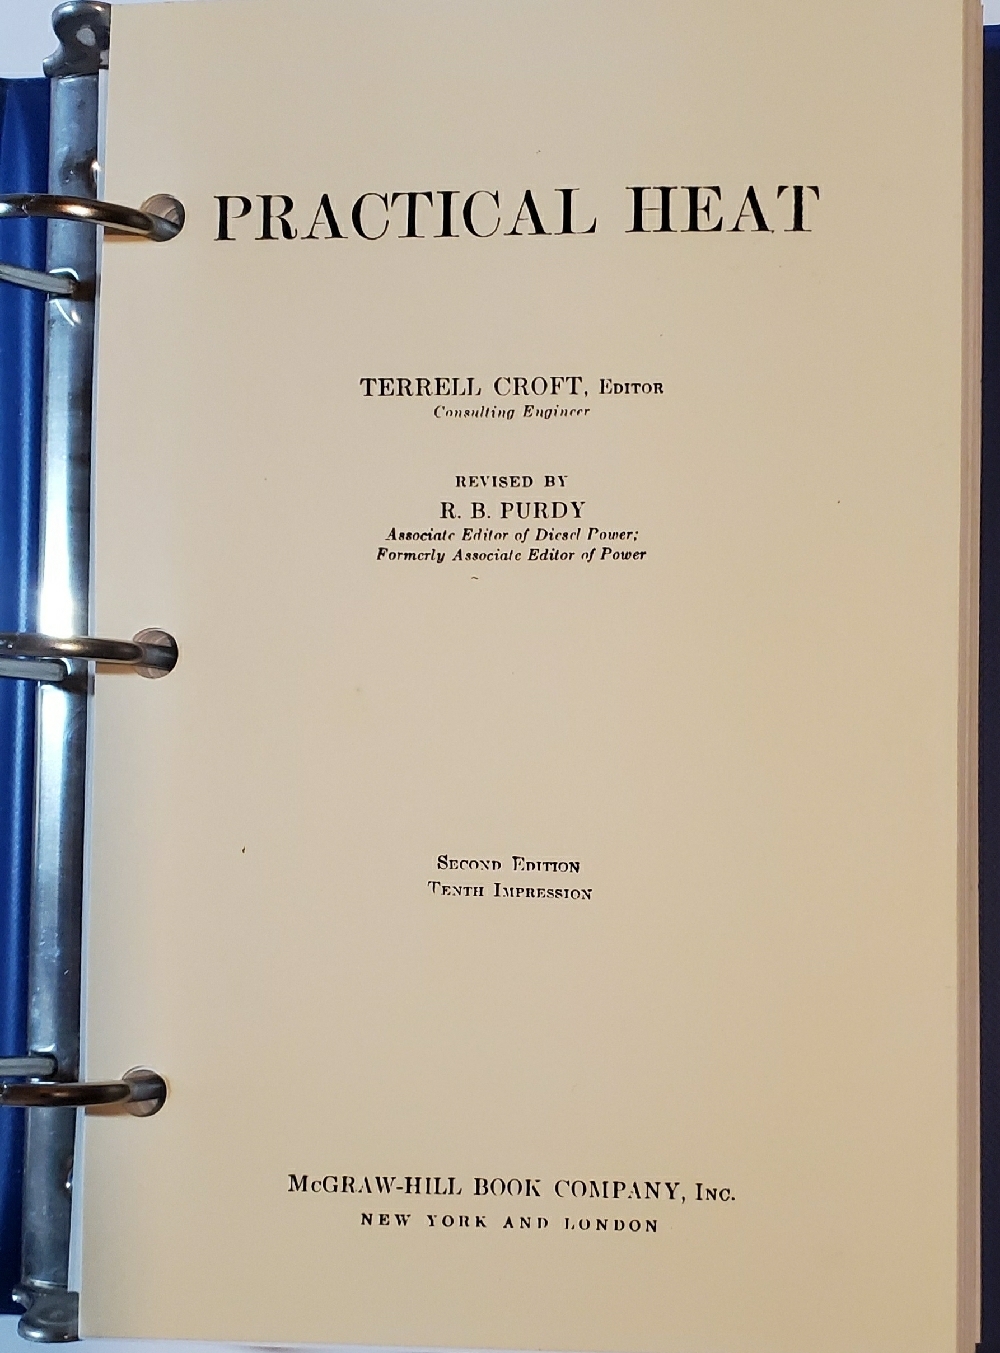 PRACTICAL HEAT
TERRELL CROFT, EDITOR
Consulting Engineer
REVISED BY
R. B. PURDY
Associate Editor of Diesel Power;
Formerly Associate Editor of Power
SECOND EDITION
TENTH IMPRESSION
McGRAW-HILL BOOK COMPANY, INC.
NEW YORK AND LONDON